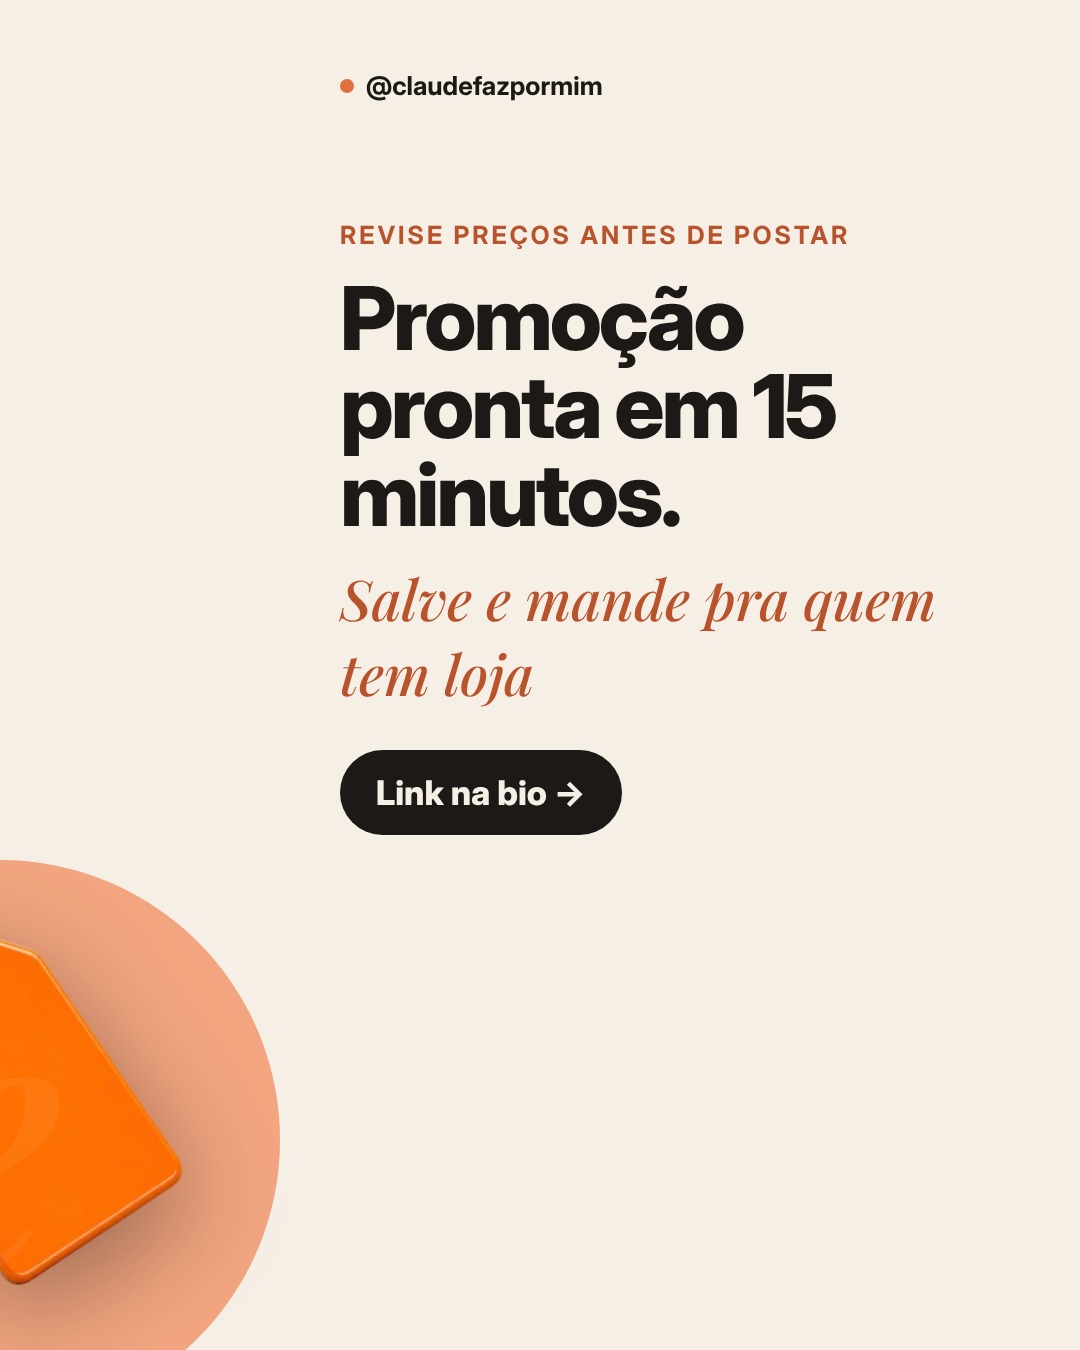 @claudefazpormim
REVISE PREÇOS ANTES DE POSTAR
Promoção
pronta em 15
minutos.
Salve e mande pra quem
tem loja
Link na bio →